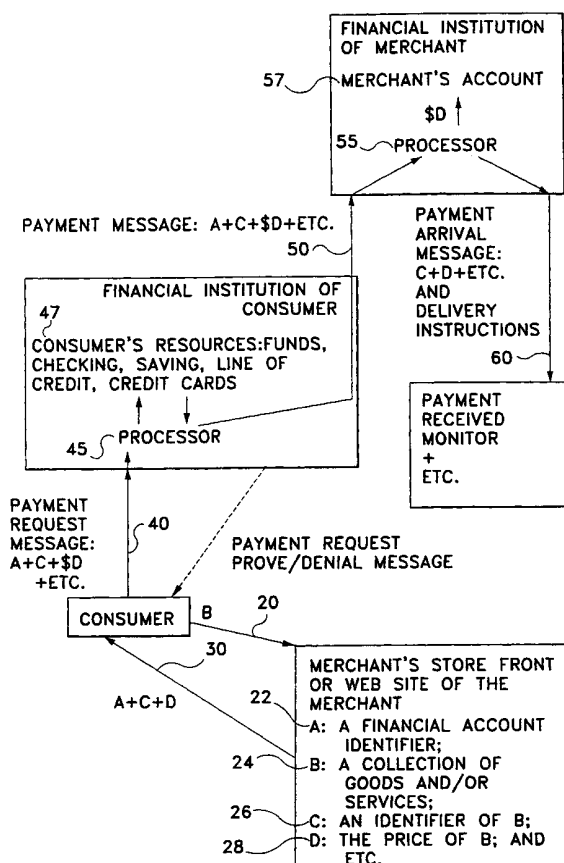 FINANCIAL INSTITUTION
OF MERCHANT
57
MERCHANT'S ACCOUNT
$D
55
PROCESSOR
PAYMENT MESSAGE: A+C+$D+ETC.
50
PAYMENT
ARRIVAL
MESSAGE:
C+D+ETC.
AND
DELIVERY
INSTRUCTIONS
60
FINANCIAL INSTITUTION OF
CONSUMER
47
CONSUMER'S RESOURCES:FUNDS,
CHECKING, SAVING, LINE OF
CREDIT, CREDIT CARDS
45
PROCESSOR
PAYMENT
RECEIVED
MONITOR
+
ETC.
PAYMENT
REQUEST
MESSAGE:
A+C+$D
+ETC.
40
PAYMENT REQUEST
PROVE/DENIAL MESSAGE
CONSUMER
B
20
30
A+C+D
MERCHANT'S STORE FRONT
OR WEB SITE OF THE
MERCHANT
22
A: A FINANCIAL ACCOUNT
IDENTIFIER;
24
B: A COLLECTION OF
GOODS AND/OR
SERVICES;
26
C: AN IDENTIFIER OF B;
28
D: THE PRICE OF B; AND
ETC.